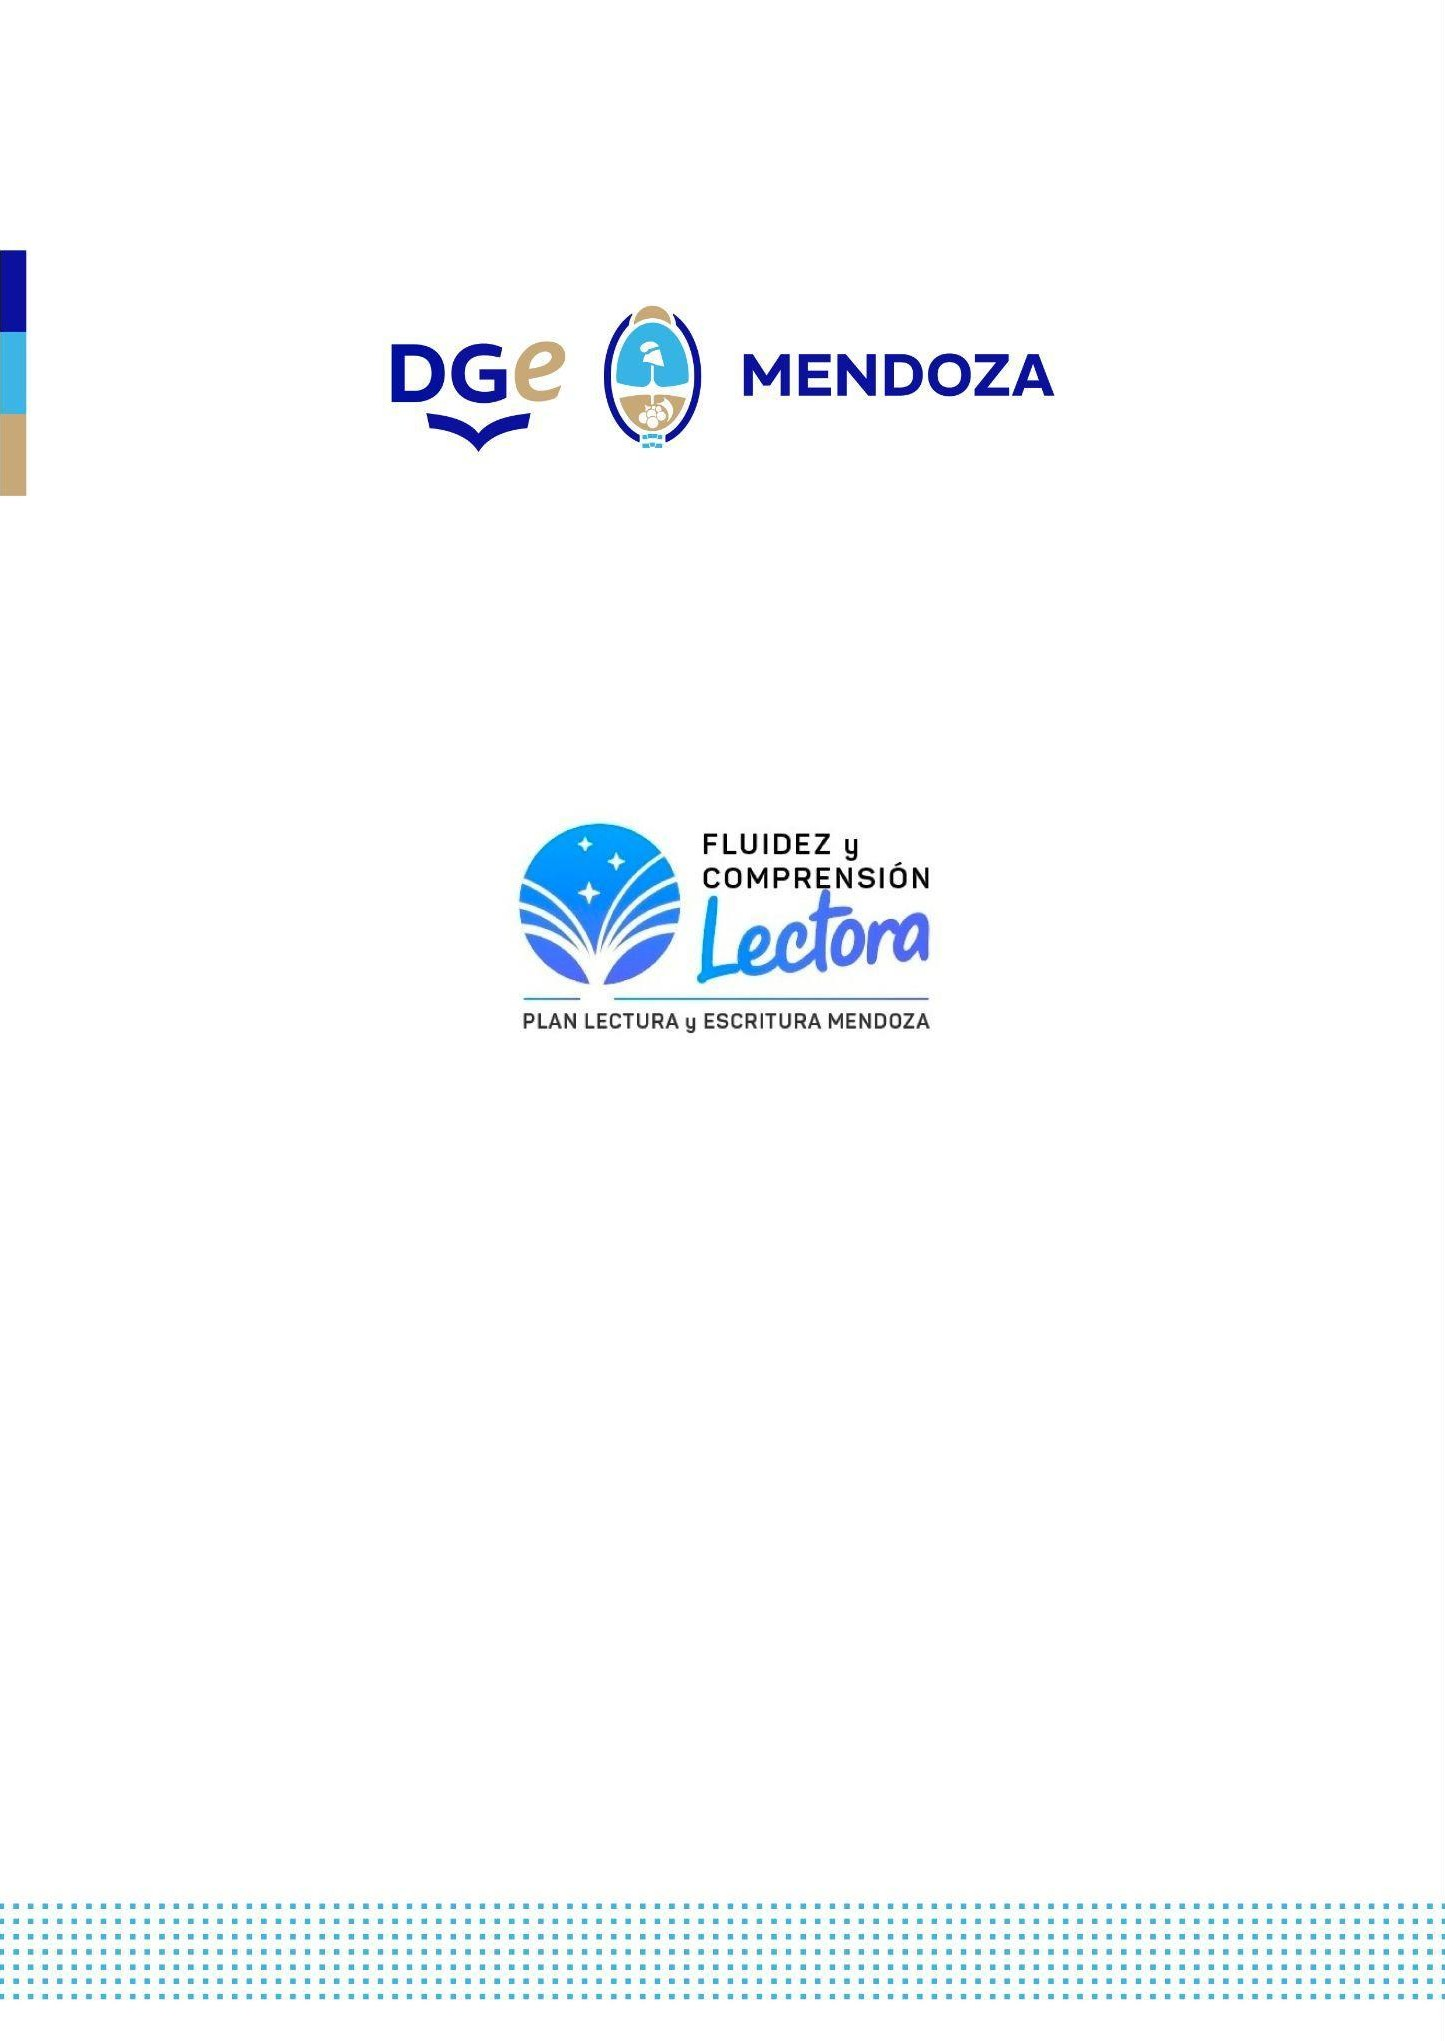 DGe MENDOZA
FLUIDEZ y
COMPRENSIÓN
Lectora
PLAN LECTURA y ESCRITURA MENDOZA